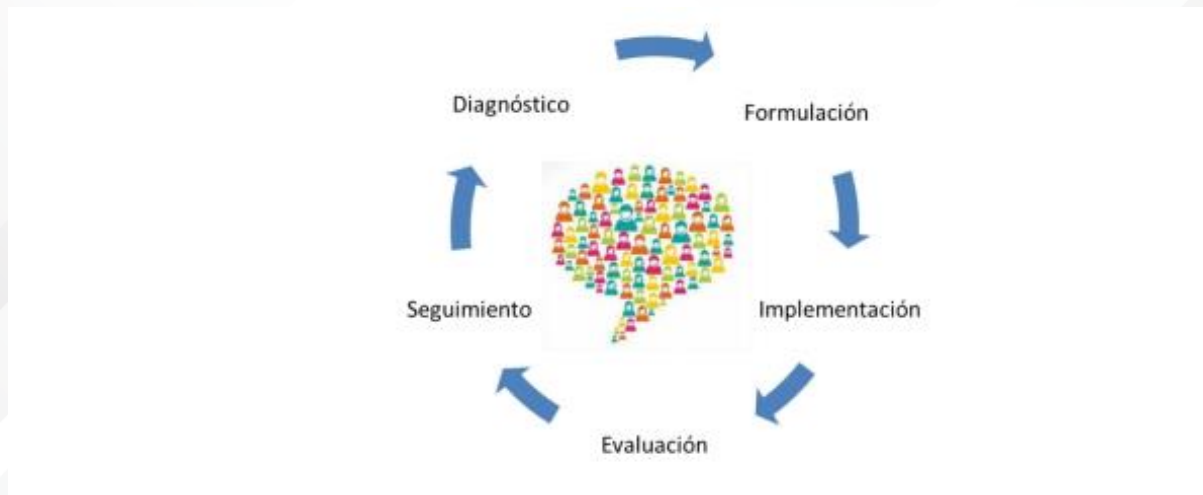 Diagnóstico
Formulación
Seguimiento
Implementación
Evaluación